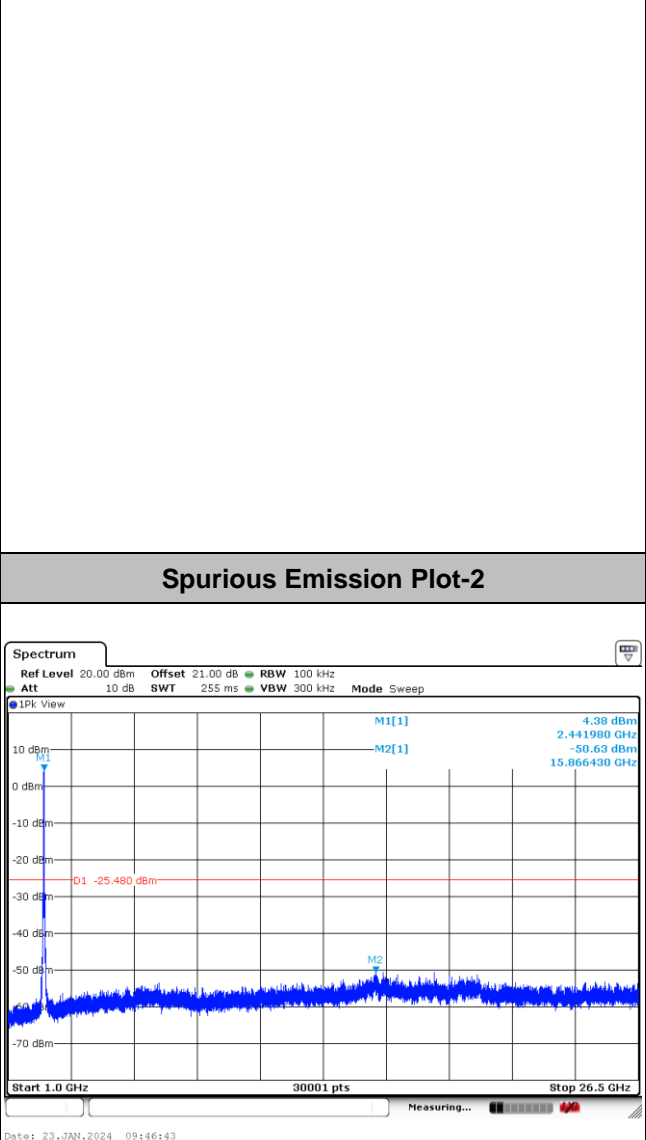 Spurious Emission Plot-2
Spectrum
Ref Level 20.00 dBm Offset 21.00 dB RBW 100 kHz
Att 10 dB SWT 255 ms VBW 300 kHz Mode Sweep
1Pk View
M1[1] 4.38 dBm
2.441980 GHz
10 dBm M2[1] -50.63 dBm
M1 15.866430 GHz
0 dBm
-10 dBm
-20 dBm
D1 -25.480 dBm
-30 dBm
-40 dBm
M2
-50 dBm
-60 dBm
-70 dBm
Start 1.0 GHz 30001 pts Stop 26.5 GHz
Measuring...
Date: 23.JAN.2024 09:46:43